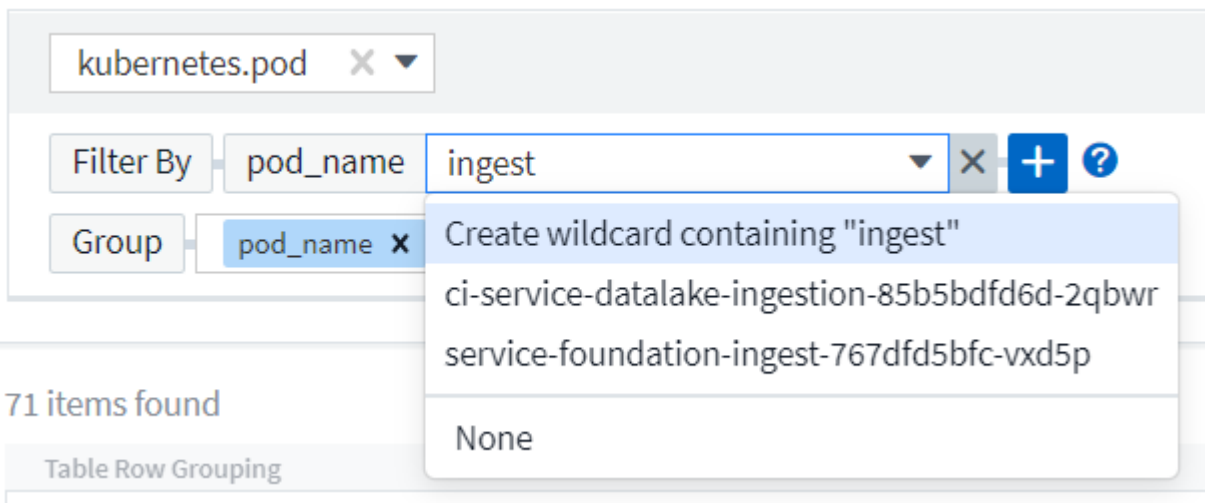 kubernetes.pod
Filter By pod_name ingest
Group pod_name
Create wildcard containing "ingest"
ci-service-datalake-ingestion-85b5bdfd6d-2qbwr
service-foundation-ingest-767dfd5bfc-vxd5p
None
71 items found
Table Row Grouping